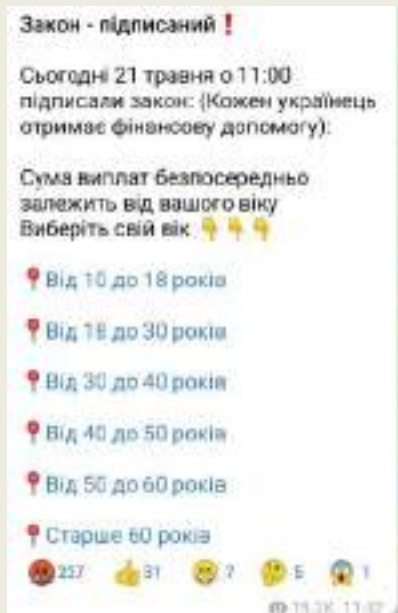 Закон - підписаний❗
Сьогодні 21 травня о 11:00
підписали закон: (Кожен українець
отримає фінансову допомогу):
Сума виплат безпосередньо
залежить від вашого віку
Виберіть свій вік 👇👇👇
📍Від 10 до 18 років
📍Від 18 до 30 років
📍Від 30 до 40 років
📍Від 40 до 50 років
📍Від 50 до 60 років
📍Старше 60 років
😡 237 👍 31 😁 7 🤔 5 😱 1
11:02